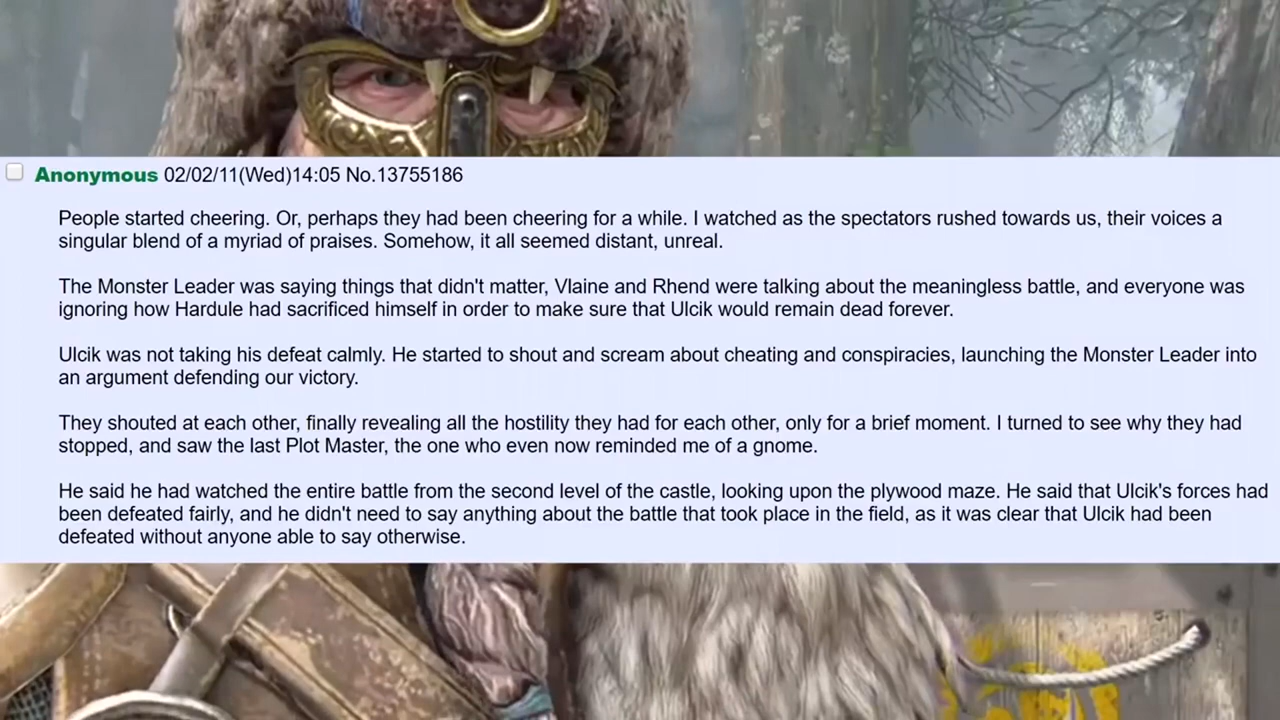 Anonymous 02/02/11(Wed)14:05 No.13755186
People started cheering. Or, perhaps they had been cheering for a while. I watched as the spectators rushed towards us, their voices a
singular blend of a myriad of praises. Somehow, it all seemed distant, unreal.
The Monster Leader was saying things that didn't matter, Vlaine and Rhend were talking about the meaningless battle, and everyone was
ignoring how Hardule had sacrificed himself in order to make sure that Ulcik would remain dead forever.
Ulcik was not taking his defeat calmly. He started to shout and scream about cheating and conspiracies, launching the Monster Leader into
an argument defending our victory.
They shouted at each other, finally revealing all the hostility they had for each other, only for a brief moment. I turned to see why they had
stopped, and saw the last Plot Master, the one who even now reminded me of a gnome.
He said he had watched the entire battle from the second level of the castle, looking upon the plywood maze. He said that Ulcik's forces had
been defeated fairly, and he didn't need to say anything about the battle that took place in the field, as it was clear that Ulcik had been
defeated without anyone able to say otherwise.